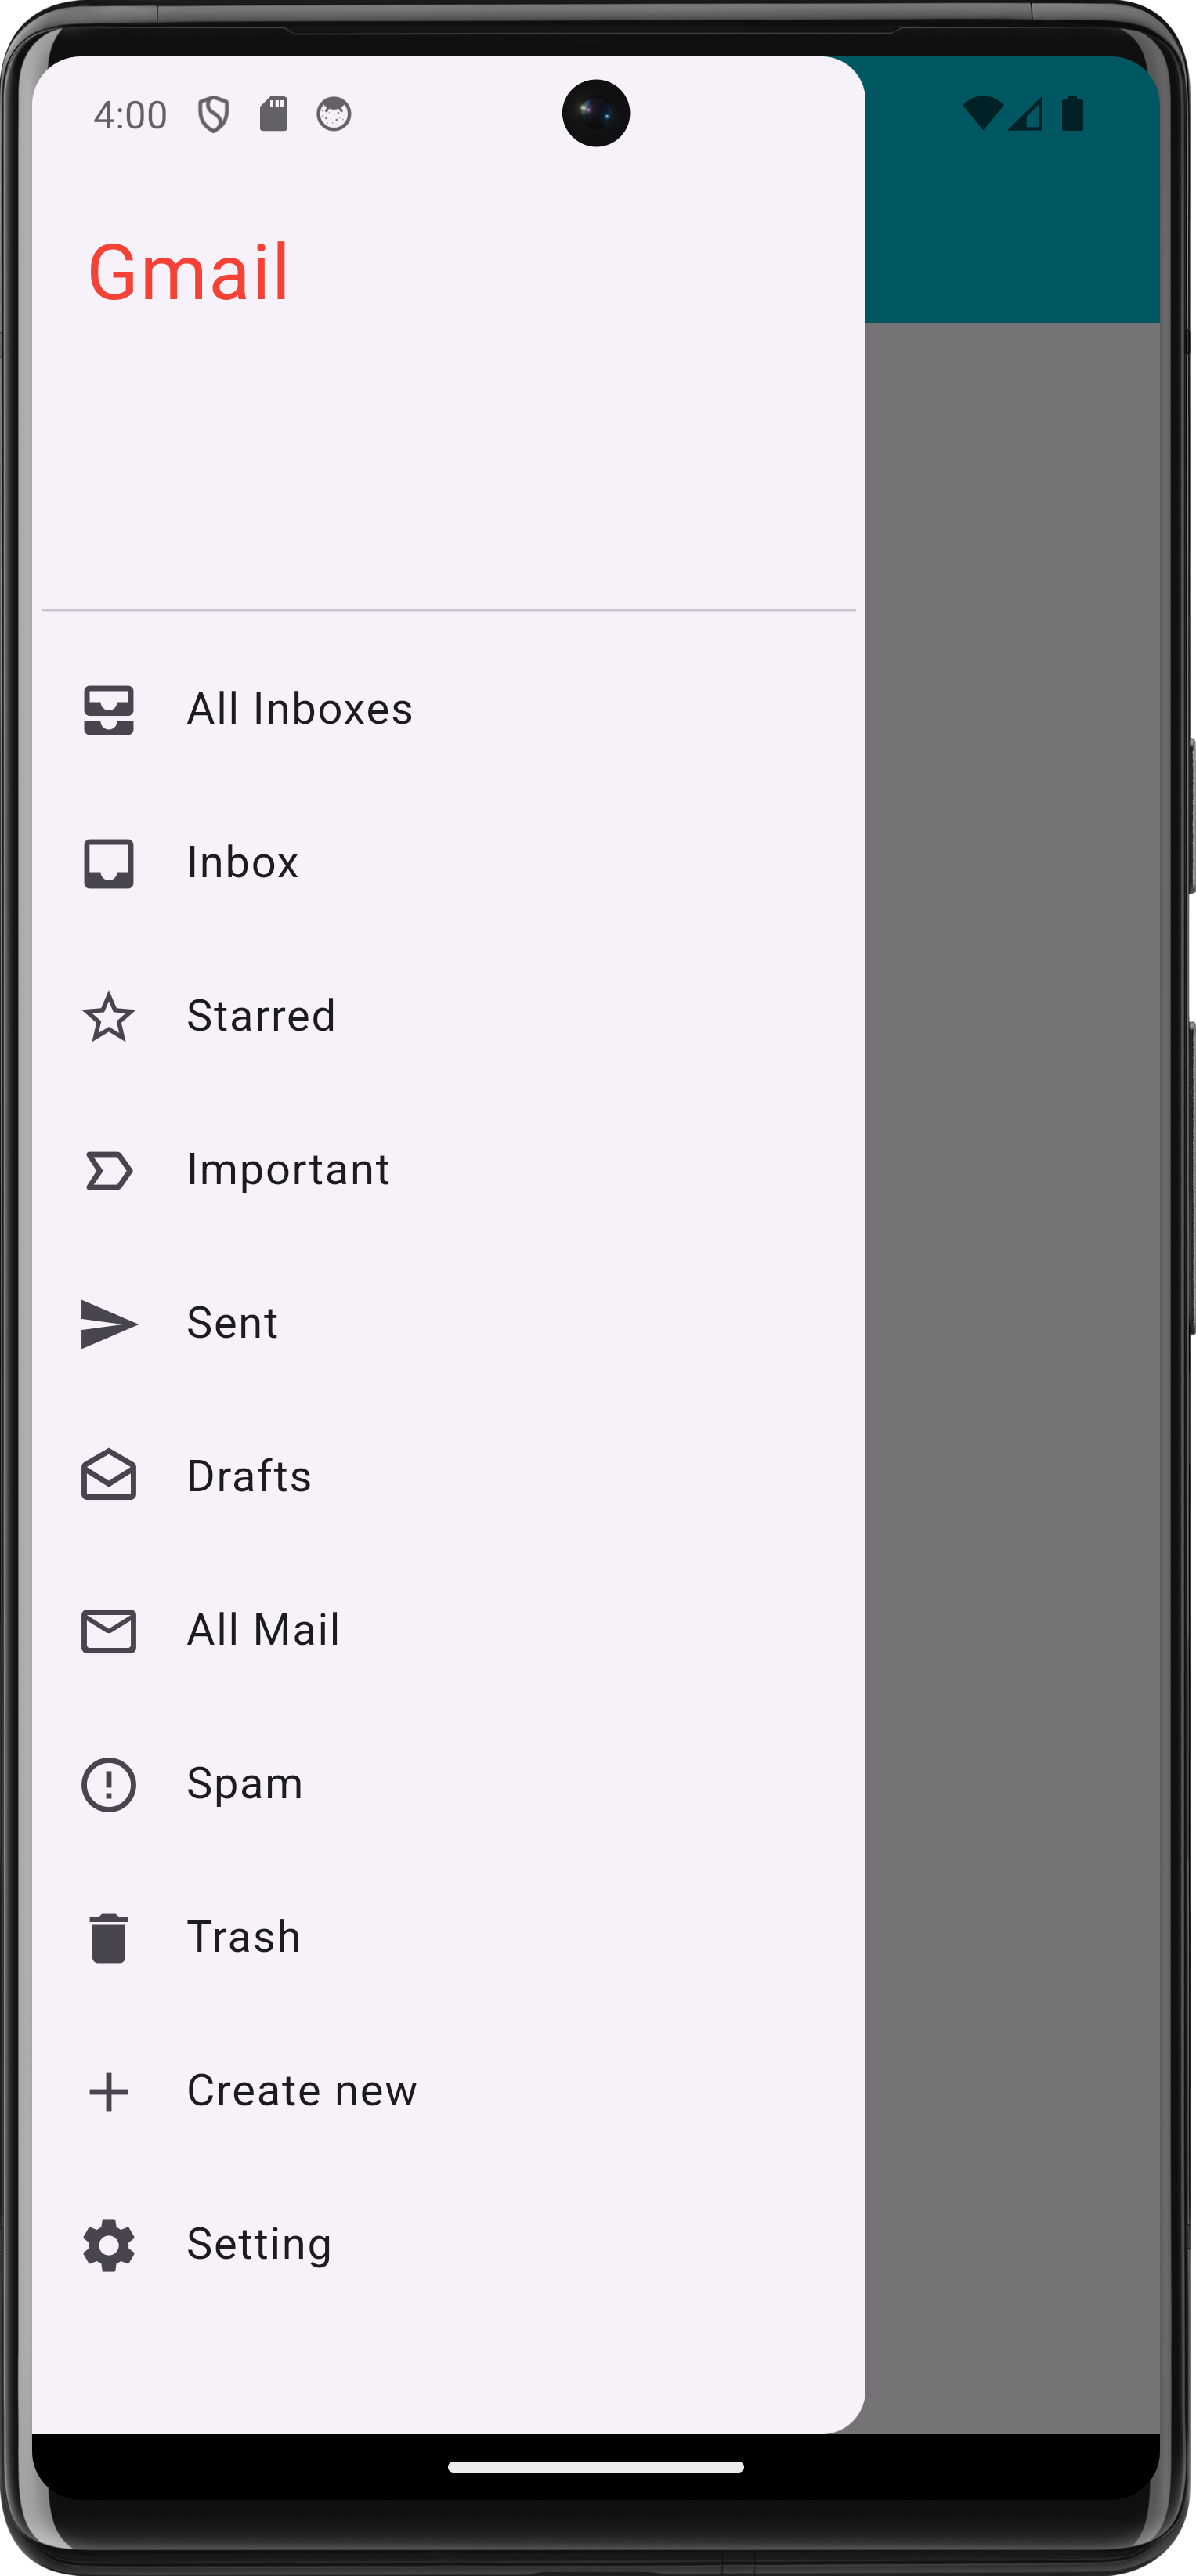 4:00
Gmail
All Inboxes
Inbox
Starred
Important
Sent
Drafts
All Mail
Spam
Trash
Create new
Setting